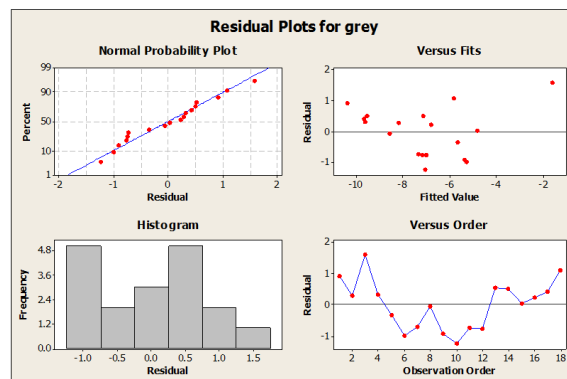 Residual Plots for grey
Normal Probability Plot
99
90
50
10
1
Percent
-2 -1 0 1 2
Residual
Versus Fits
2
1
0
-1
Residual
-10 -8 -6 -4 -2
Fitted Value
Histogram
4.8
3.6
2.4
1.2
0.0
Frequency
-1.0 -0.5 0.0 0.5 1.0 1.5
Residual
Versus Order
2
1
0
-1
Residual
2 4 6 8 10 12 14 16 18
Observation Order